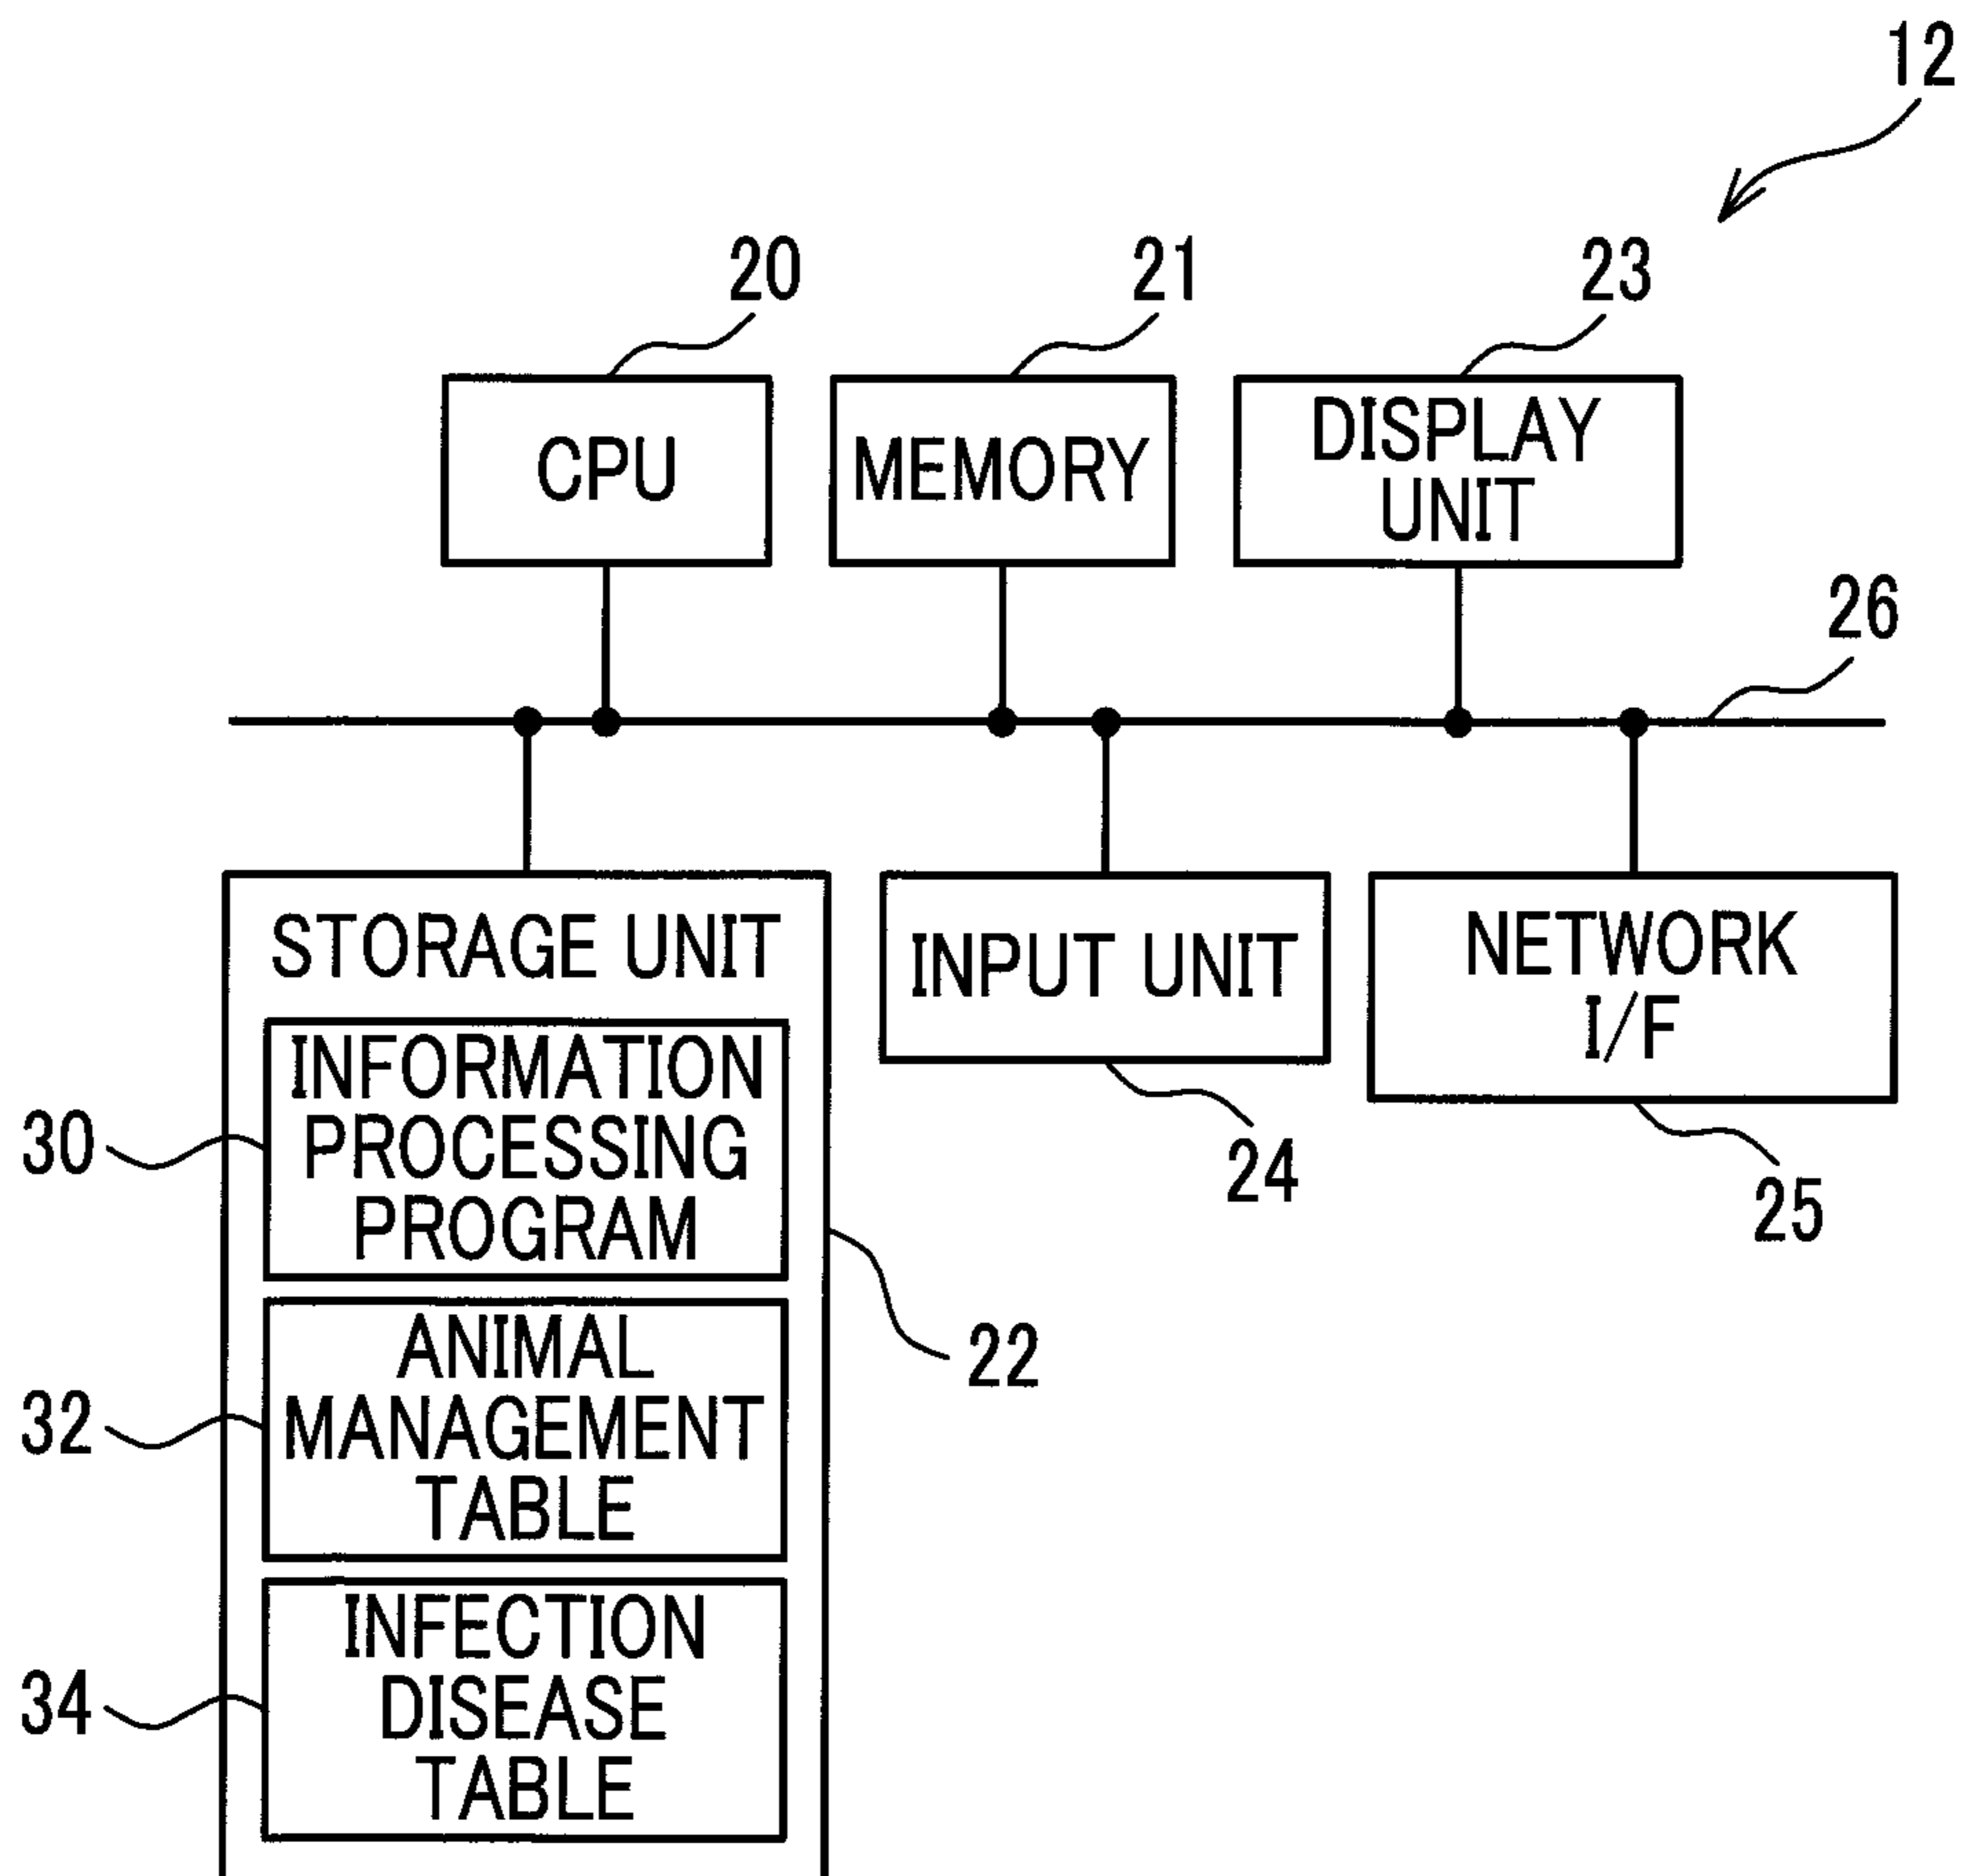 12
20
21
23
CPU
MEMORY
DISPLAY
UNIT
26
STORAGE UNIT
INPUT UNIT
NETWORK
I/F
24
25
30
INFORMATION
PROCESSING
PROGRAM
22
32
ANIMAL
MANAGEMENT
TABLE
34
INFECTION
DISEASE
TABLE